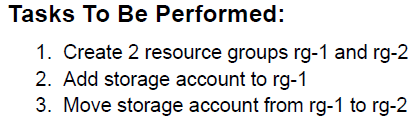 Tasks To Be Performed:
1. Create 2 resource groups rg-1 and rg-2
2. Add storage account to rg-1
3. Move storage account from rg-1 to rg-2